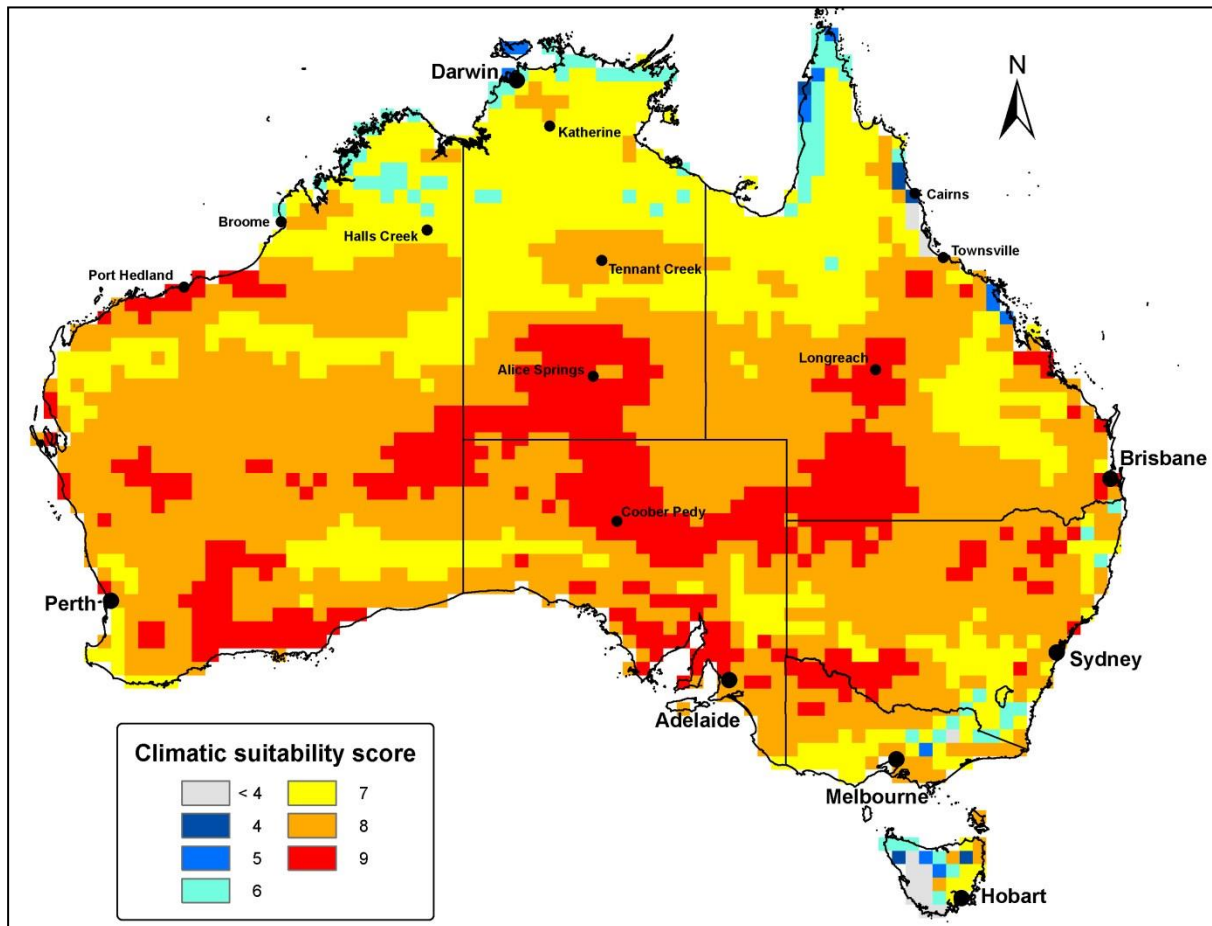 N
Darwin
Katherine
Cairns
Broome
Halls Creek
Townsville
Tennant Creek
Port Hedland
Longreach
Alice Springs
Brisbane
Coober Pedy
Perth
Sydney
Adelaide
Melbourne
Hobart
Climatic suitability score
< 4 7
4 8
5 9
6